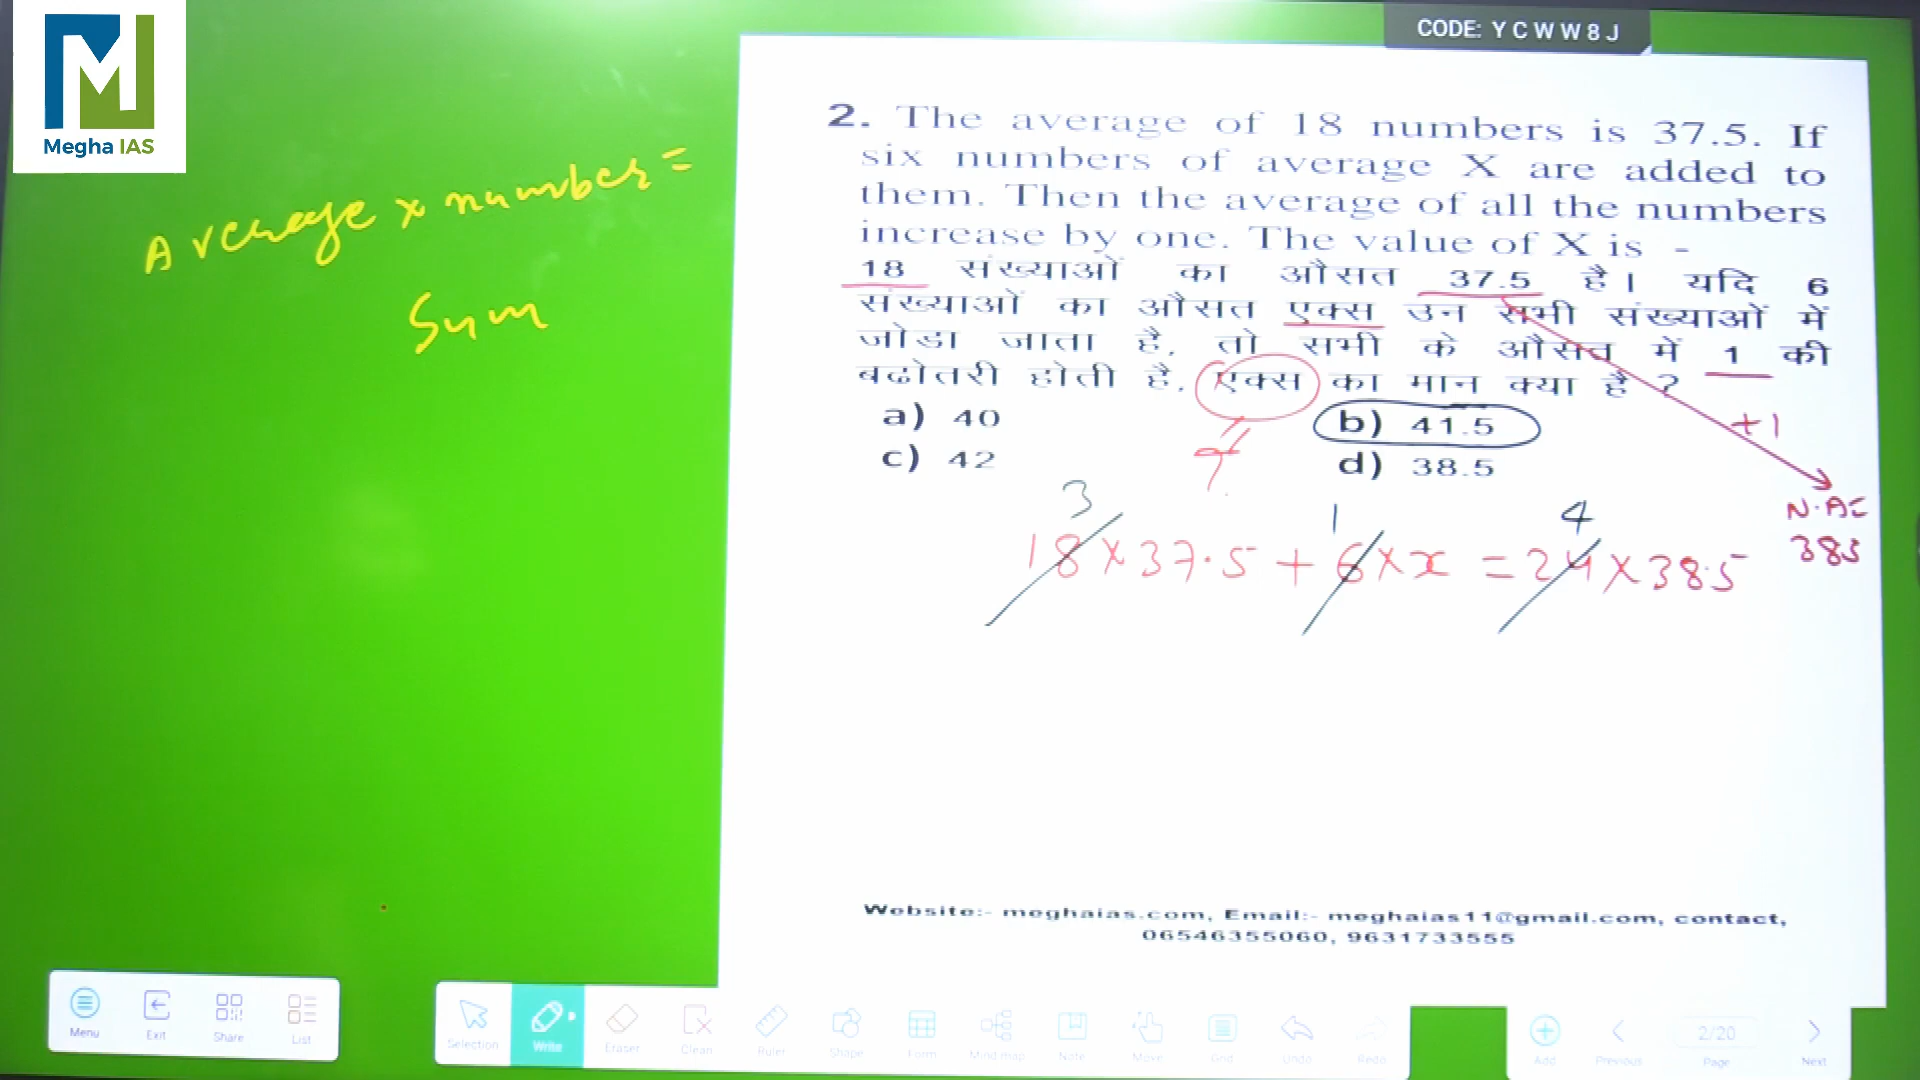 Megha IAS
CODE: YCWW8J
Average × number =
Sum
2. The average of 18 numbers is 37.5. If
six numbers of average X are added to
them. Then the average of all the numbers
increase by one. The value of X is -
18 संख्याओं का औसत 37.5 है। यदि 6
संख्याओं का औसत एक्स उन सभी संख्याओं में
जोडा जाता है, तो सभी के औसत में 1 की
बढोतरी होती है, एक्स का मान क्या है ?
a) 40 b) 41.5
c) 42 d) 38.5
+1
N.A=
38.5
3 1 4
18×37.5 + 6×x = 24×38.5
Website:- meghaias.com, Email:- meghaias11@gmail.com, contact,
06546355060, 9631733555
Menu Exit Share List
Selection Write Eraser Clean Ruler Shape Form Mind map Note Move Grid Undo Redo
Add Previous 2/20 Page Next